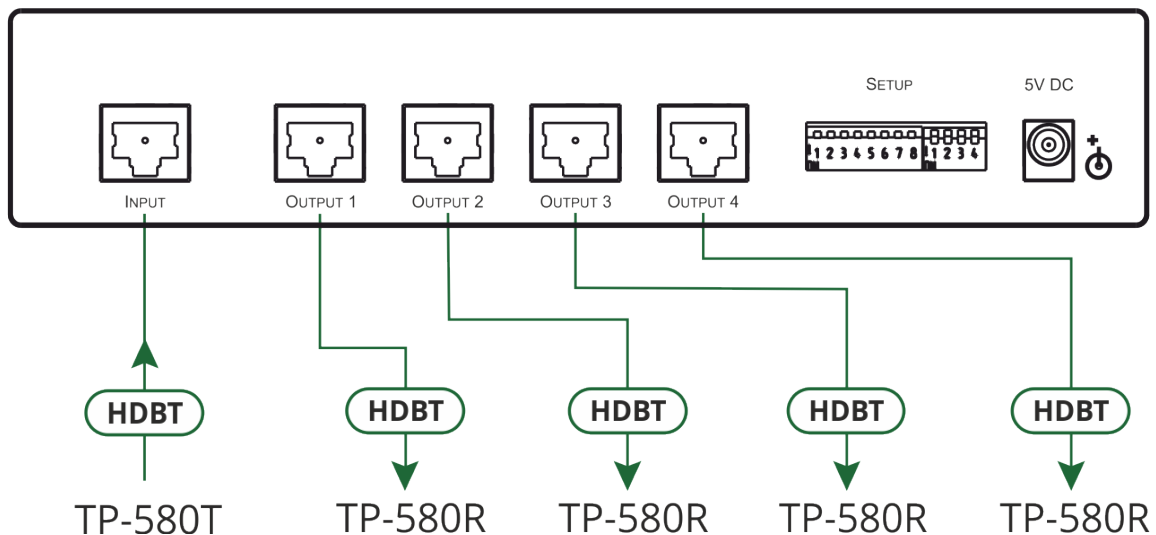 SETUP
5V DC
1 2 3 4 5 6 7 8 1 2 3 4
ON ON
+
INPUT
OUTPUT 1
OUTPUT 2
OUTPUT 3
OUTPUT 4
HDBT
HDBT
HDBT
HDBT
HDBT
TP-580T
TP-580R
TP-580R
TP-580R
TP-580R